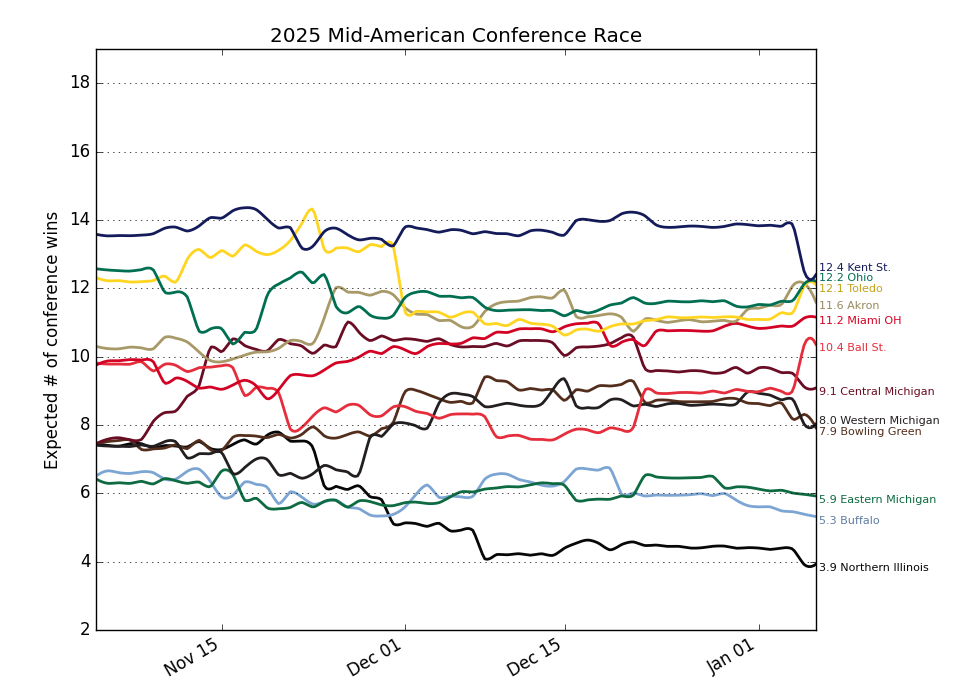 2025 Mid-American Conference Race
Expected # of conference wins
18
16
14
12
10
8
6
4
2
Nov 15
Dec 01
Dec 15
Jan 01
12.4 Kent St.
12.2 Ohio
12.1 Toledo
11.6 Akron
11.2 Miami OH
10.4 Ball St.
9.1 Central Michigan
8.0 Western Michigan
7.9 Bowling Green
5.9 Eastern Michigan
5.3 Buffalo
3.9 Northern Illinois